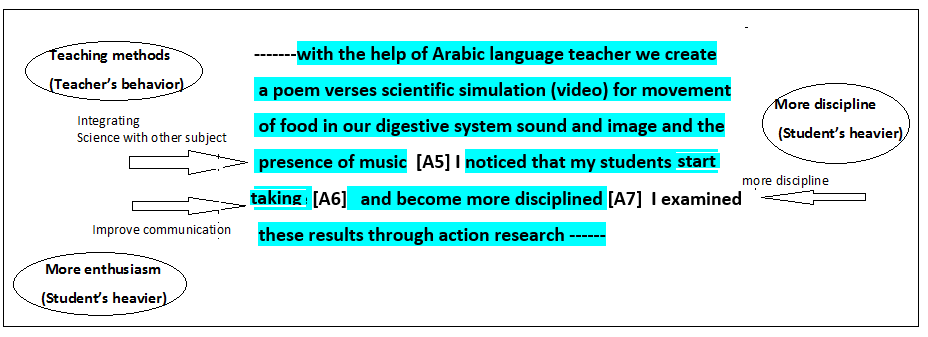 Teaching methods
(Teacher's behavior)
Integrating
Science with other subject
Improve communication
More enthusiasm
(Student's heavier)
-------with the help of Arabic language teacher we create
a poem verses scientific simulation (video) for movement
of food in our digestive system sound and image and the
presence of music [A5] I noticed that my students start
taking [A6] and become more disciplined [A7] I examined
these results through action research ------
More discipline
(Student's heavier)
more discipline